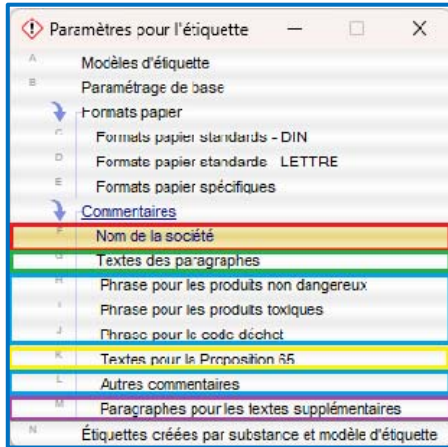 Paramètres pour l'étiquette
A Modèles d'étiquette
B Paramétrage de base
Formats papier
C Formats papier standards - DIN
D Formats papier standards - LETTRE
E Formats papier spécifiques
Commentaires
F Nom de la société
G Textes des paragraphes
H Phrase pour les produits non dangereux
I Phrase pour les produits toxiques
J Phrase pour le code déchet
K Textes pour la Proposition 65
L Autres commentaires
M Paragraphes pour les textes supplémentaires
N Étiquettes créées par substance et modèle d'étiquette